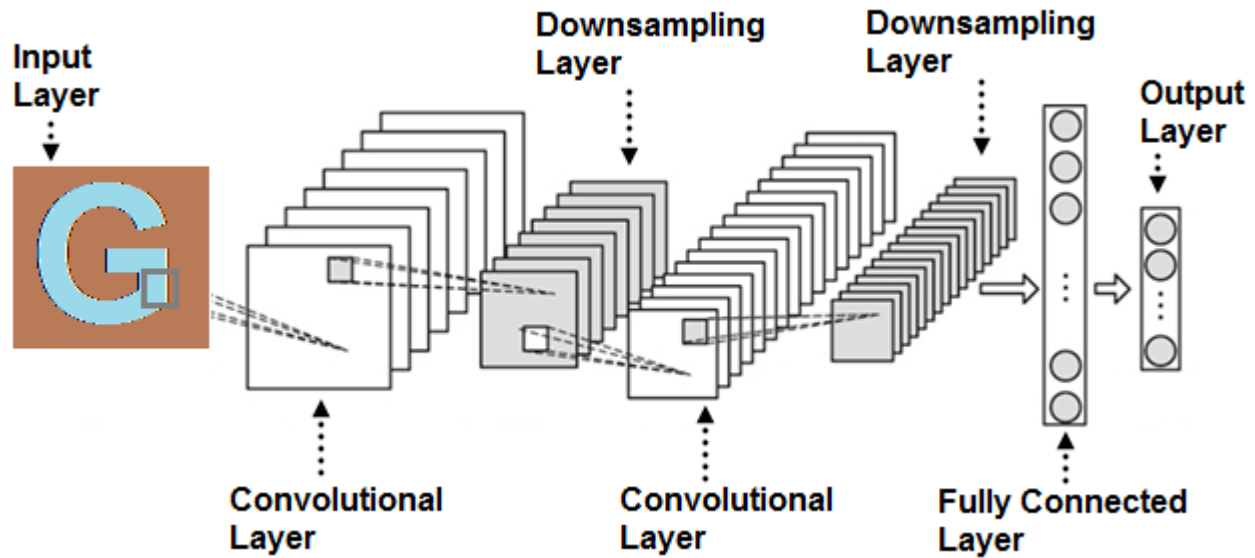 Input
Layer
G
Convolutional
Layer
Downsampling
Layer
Convolutional
Layer
Downsampling
Layer
Fully Connected
Layer
Output
Layer